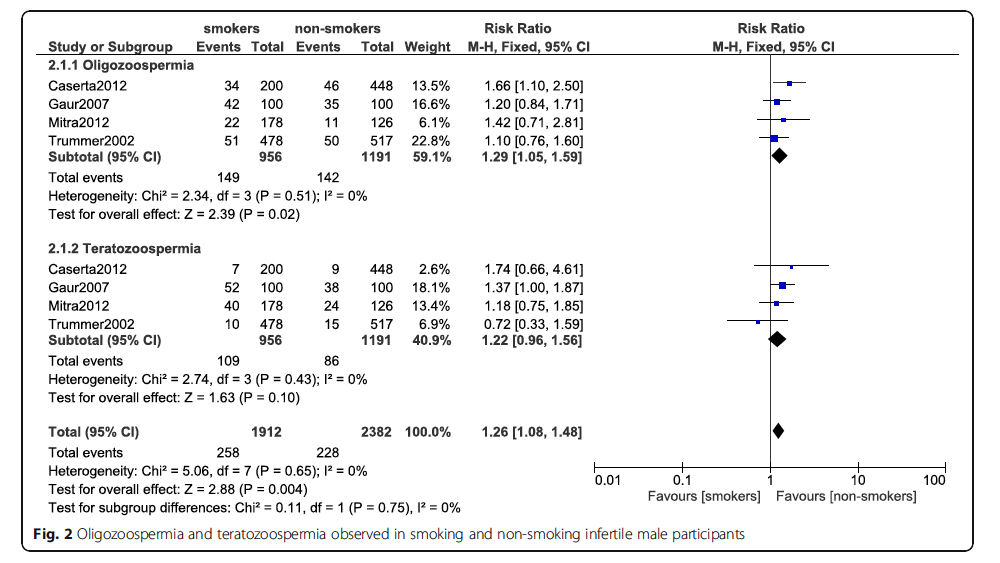 smokers non-smokers Risk Ratio Risk Ratio
Study or Subgroup Events Total Events Total Weight M-H, Fixed, 95% CI M-H, Fixed, 95% CI
2.1.1 Oligozoospermia
Caserta2012 34 200 46 448 13.5% 1.66 [1.10, 2.50]
Gaur2007 42 100 35 100 16.6% 1.20 [0.84, 1.71]
Mitra2012 22 178 11 126 6.1% 1.42 [0.71, 2.81]
Trummer2002 51 478 50 517 22.8% 1.10 [0.76, 1.60]
Subtotal (95% CI) 956 1191 59.1% 1.29 [1.05, 1.59]
Total events 149 142
Heterogeneity: Chi² = 2.34, df = 3 (P = 0.51); I² = 0%
Test for overall effect: Z = 2.39 (P = 0.02)
2.1.2 Teratozoospermia
Caserta2012 7 200 9 448 2.6% 1.74 [0.66, 4.61]
Gaur2007 52 100 38 100 18.1% 1.37 [1.00, 1.87]
Mitra2012 40 178 24 126 13.4% 1.18 [0.75, 1.85]
Trummer2002 10 478 15 517 6.9% 0.72 [0.33, 1.59]
Subtotal (95% CI) 956 1191 40.9% 1.22 [0.96, 1.56]
Total events 109 86
Heterogeneity: Chi² = 2.74, df = 3 (P = 0.43); I² = 0%
Test for overall effect: Z = 1.63 (P = 0.10)
Total (95% CI) 1912 2382 100.0% 1.26 [1.08, 1.48]
Total events 258 228
Heterogeneity: Chi² = 5.06, df = 7 (P = 0.65); I² = 0%
Test for overall effect: Z = 2.88 (P = 0.004)
Test for subgroup differences: Chi² = 0.11, df = 1 (P = 0.75), I² = 0%
0.01 0.1 1 10 100
Favours [smokers] Favours [non-smokers]
Fig. 2 Oligozoospermia and teratozoospermia observed in smoking and non-smoking infertile male participants